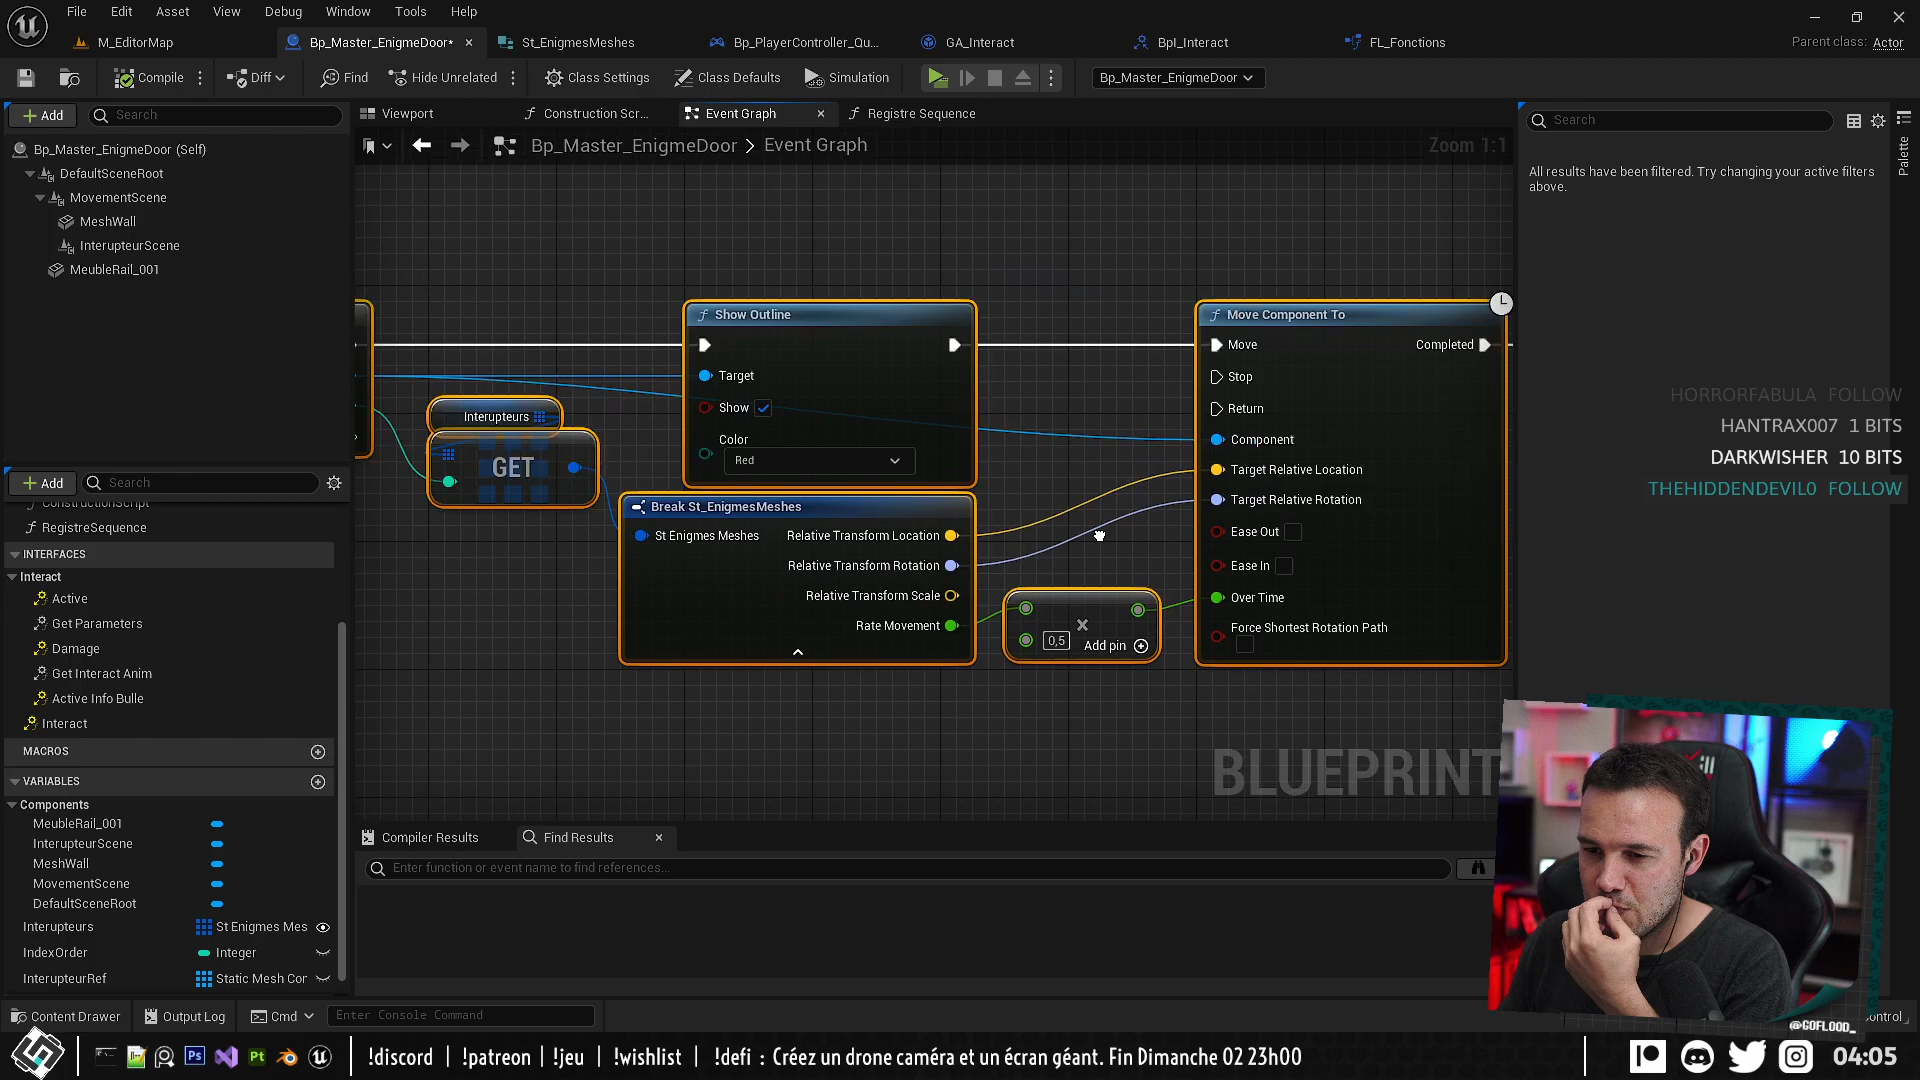 File Edit Asset View Debug Window Tools Help
M_EditorMap Bp_Master_EnigmeDoor* St_EnigmesMeshes Bp_PlayerController_Qu... GA_Interact BpI_Interact FL_Fonctions Parent class: Actor
Compile Diff Find Hide Unrelated Class Settings Class Defaults Simulation Bp_Master_EnigmeDoor
Add Search Viewport Construction Scr... Event Graph Registre Sequence Search
Bp_Master_EnigmeDoor > Event Graph Zoom 1:1
Palette
Bp_Master_EnigmeDoor (Self)
DefaultSceneRoot
MovementScene
MeshWall
InterupteurScene
MeubleRail_001
All results have been filtered. Try changing your active filters
above.
Show Outline
Target
Show
Color
Red
Interupteurs
GET
Break St_EnigmesMeshes
St Enigmes Meshes Relative Transform Location
Relative Transform Rotation
Relative Transform Scale
Rate Movement
0,5 Add pin
Move Component To
Move Completed
Stop
Return
Component
Target Relative Location
Target Relative Rotation
Ease Out
Ease In
Over Time
Force Shortest Rotation Path
BLUEPRINT
HORRORFABULA FOLLOW
HANTRAX007 1 BITS
DARKWISHER 10 BITS
THEHIDDENDEVIL0 FOLLOW
Add Search
ConstructionScript
RegistreSequence
INTERFACES
Interact
Active
Get Parameters
Damage
Get Interact Anim
Active Info Bulle
Interact
MACROS
VARIABLES
Components
MeubleRail_001
InterupteurScene
MeshWall
MovementScene
DefaultSceneRoot
Interupteurs St Enigmes Mes
IndexOrder Integer
InterupteurRef Static Mesh Cor
Compiler Results Find Results
Enter function or event name to find references...
Content Drawer Output Log Cmd Enter Console Command
@GOFLOOD_
!discord | !patreon | !jeu | !wishlist | !defi : Créez un drone caméra et un écran géant. Fin Dimanche 02 23h00
04:05